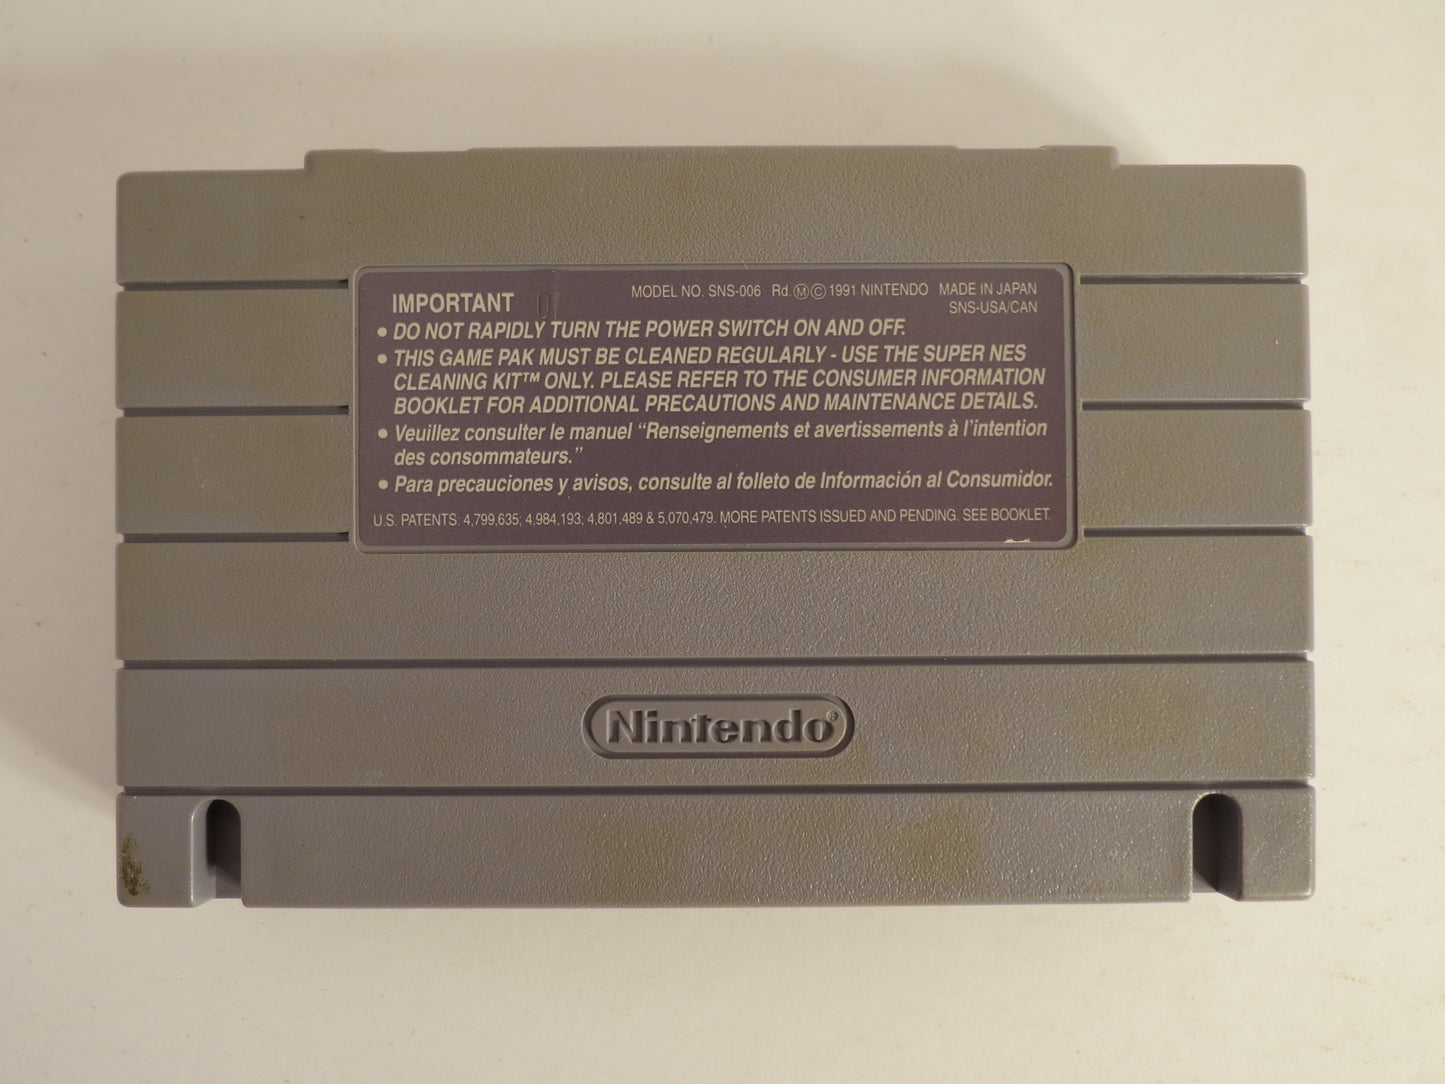 IMPORTANT
MODEL NO. SNS-006 Rd.ⓂⒸ1991 NINTENDO MADE IN JAPAN
SNS-USA/CAN
• DO NOT RAPIDLY TURN THE POWER SWITCH ON AND OFF.
• THIS GAME PAK MUST BE CLEANED REGULARLY - USE THE SUPER NES
CLEANING KIT™ ONLY. PLEASE REFER TO THE CONSUMER INFORMATION
BOOKLET FOR ADDITIONAL PRECAUTIONS AND MAINTENANCE DETAILS.
• Veuillez consulter le manuel “Renseignements et avertissements à l’intention
des consommateurs.”
• Para precauciones y avisos, consulte al folleto de Información al Consumidor.
U.S. PATENTS: 4,799,635; 4,984,193; 4,801,489 & 5,070,479. MORE PATENTS ISSUED AND PENDING. SEE BOOKLET.
Nintendo®